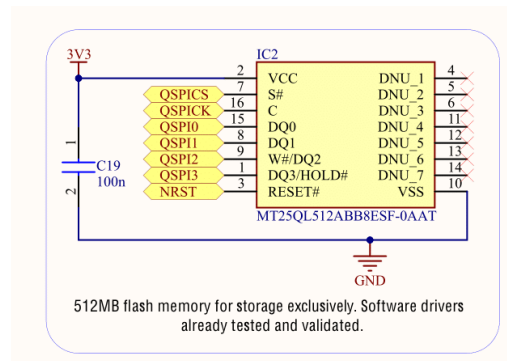 3V3
IC2
2 VCC DNU_1 4
QSPICS 7 S# DNU_2 5
QSPICK 16 C DNU_3 6
QSPI0 15 DQ0 DNU_4 11
QSPI1 8 DQ1 DNU_5 12
QSPI2 9 W#/DQ2 DNU_6 13
QSPI3 1 DQ3/HOLD# DNU_7 14
NRST 3 RESET# VSS 10
MT25QL512ABB8ESF-0AAT
1
C19
100n
2
GND
512MB flash memory for storage exclusively. Software drivers
already tested and validated.